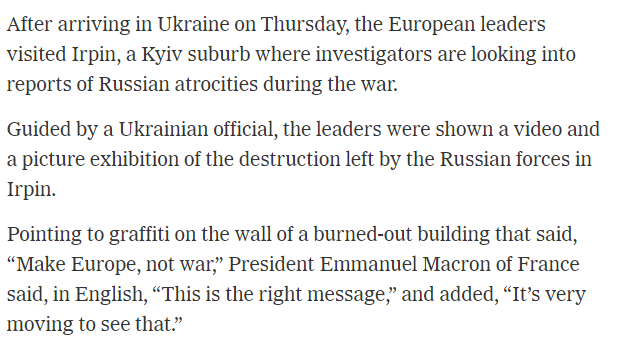 After arriving in Ukraine on Thursday, the European leaders
visited Irpin, a Kyiv suburb where investigators are looking into
reports of Russian atrocities during the war.
Guided by a Ukrainian official, the leaders were shown a video and
a picture exhibition of the destruction left by the Russian forces in
Irpin.
Pointing to graffiti on the wall of a burned-out building that said,
“Make Europe, not war,” President Emmanuel Macron of France
said, in English, “This is the right message,” and added, “It’s very
moving to see that.”